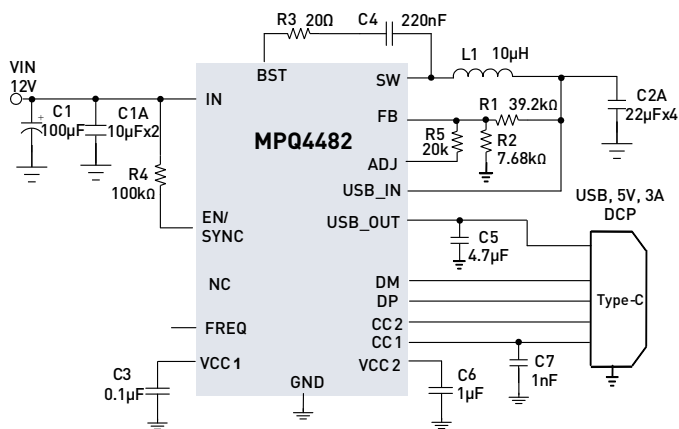 R3 20Ω
C4 220nF
L1 10µH
VIN
12V
BST
SW
IN
FB
C1
100µF
+
C1A
10µFx2
MPQ4482
R1 39.2kΩ
R5
20k
R2
7.68kΩ
C2A
22µFx4
ADJ
R4
100kΩ
USB_IN
USB, 5V, 3A
DCP
EN/
SYNC
USB_OUT
C5
4.7µF
NC
DM
DP
Type-C
CC2
FREQ
CC1
VCC1
VCC2
C7
1nF
C3
0.1µF
GND
C6
1µF